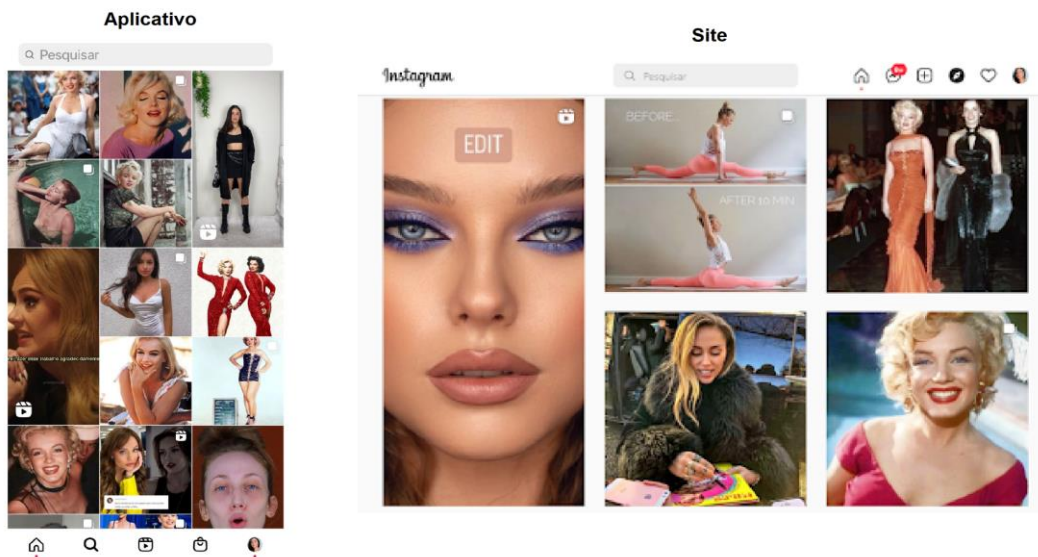 Aplicativo
Pesquisar
Site
Instagram
Pesquisar
EDIT
BEFORE...
AFTER 10 MIN